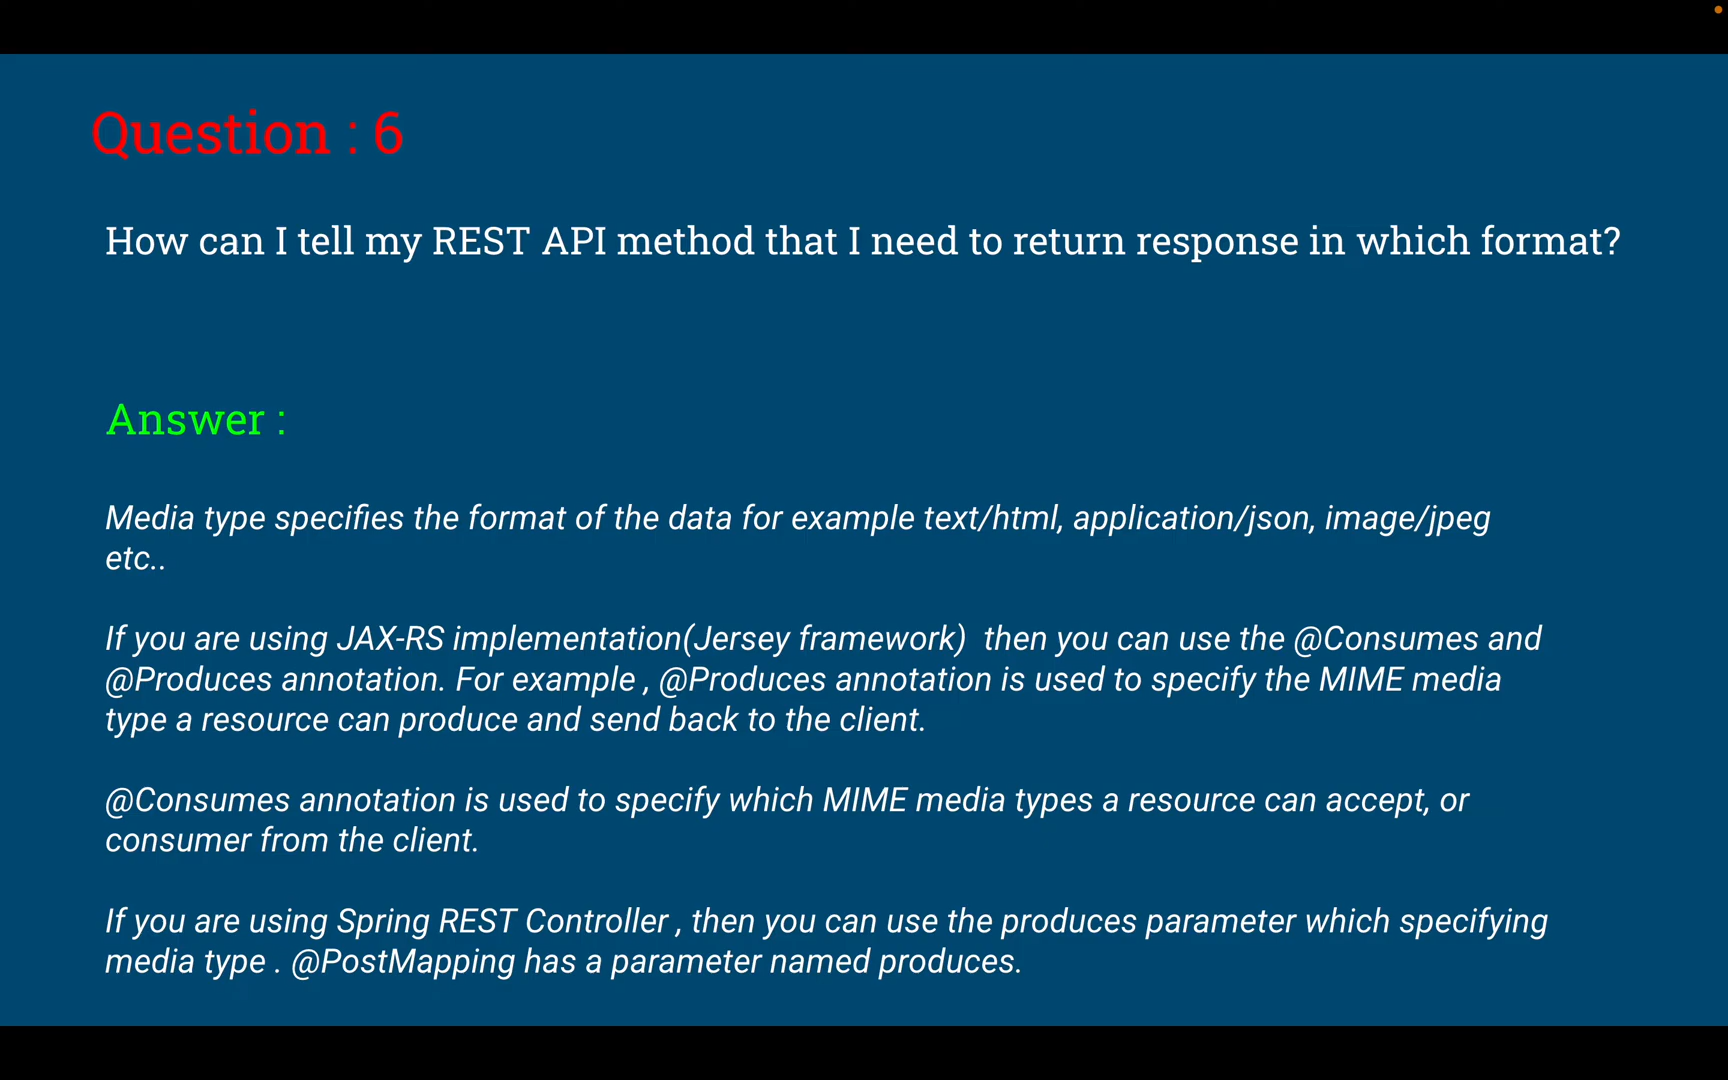 Question : 6
How can I tell my REST API method that I need to return response in which format?
Answer :
Media type specifies the format of the data for example text/html, application/json, image/jpeg
etc..
If you are using JAX-RS implementation(Jersey framework)  then you can use the @Consumes and
@Produces annotation. For example , @Produces annotation is used to specify the MIME media
type a resource can produce and send back to the client.
@Consumes annotation is used to specify which MIME media types a resource can accept, or
consumer from the client.
If you are using Spring REST Controller , then you can use the produces parameter which specifying
media type . @PostMapping has a parameter named produces.